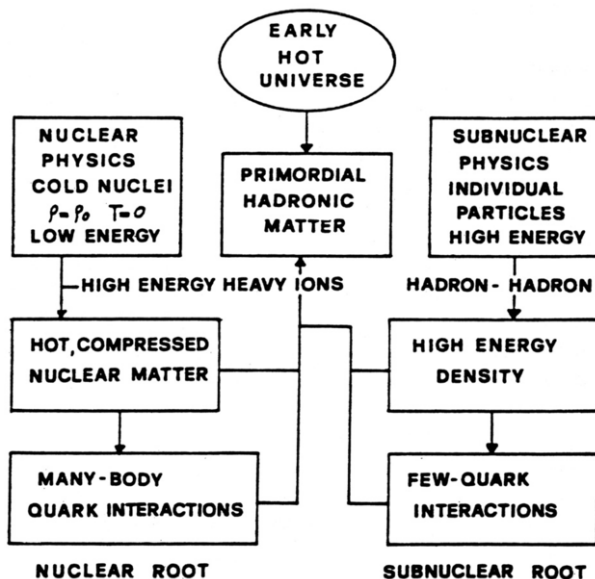 EARLY
HOT
UNIVERSE
NUCLEAR
PHYSICS
COLD NUCLEI
ρ=ρ₀ T=0
LOW ENERGY
PRIMORDIAL
HADRONIC
MATTER
SUBNUCLEAR
PHYSICS
INDIVIDUAL
PARTICLES
HIGH ENERGY
HIGH ENERGY HEAVY IONS
HADRON - HADRON
HOT, COMPRESSED
NUCLEAR MATTER
HIGH ENERGY
DENSITY
MANY-BODY
QUARK INTERACTIONS
FEW-QUARK
INTERACTIONS
NUCLEAR ROOT
SUBNUCLEAR ROOT